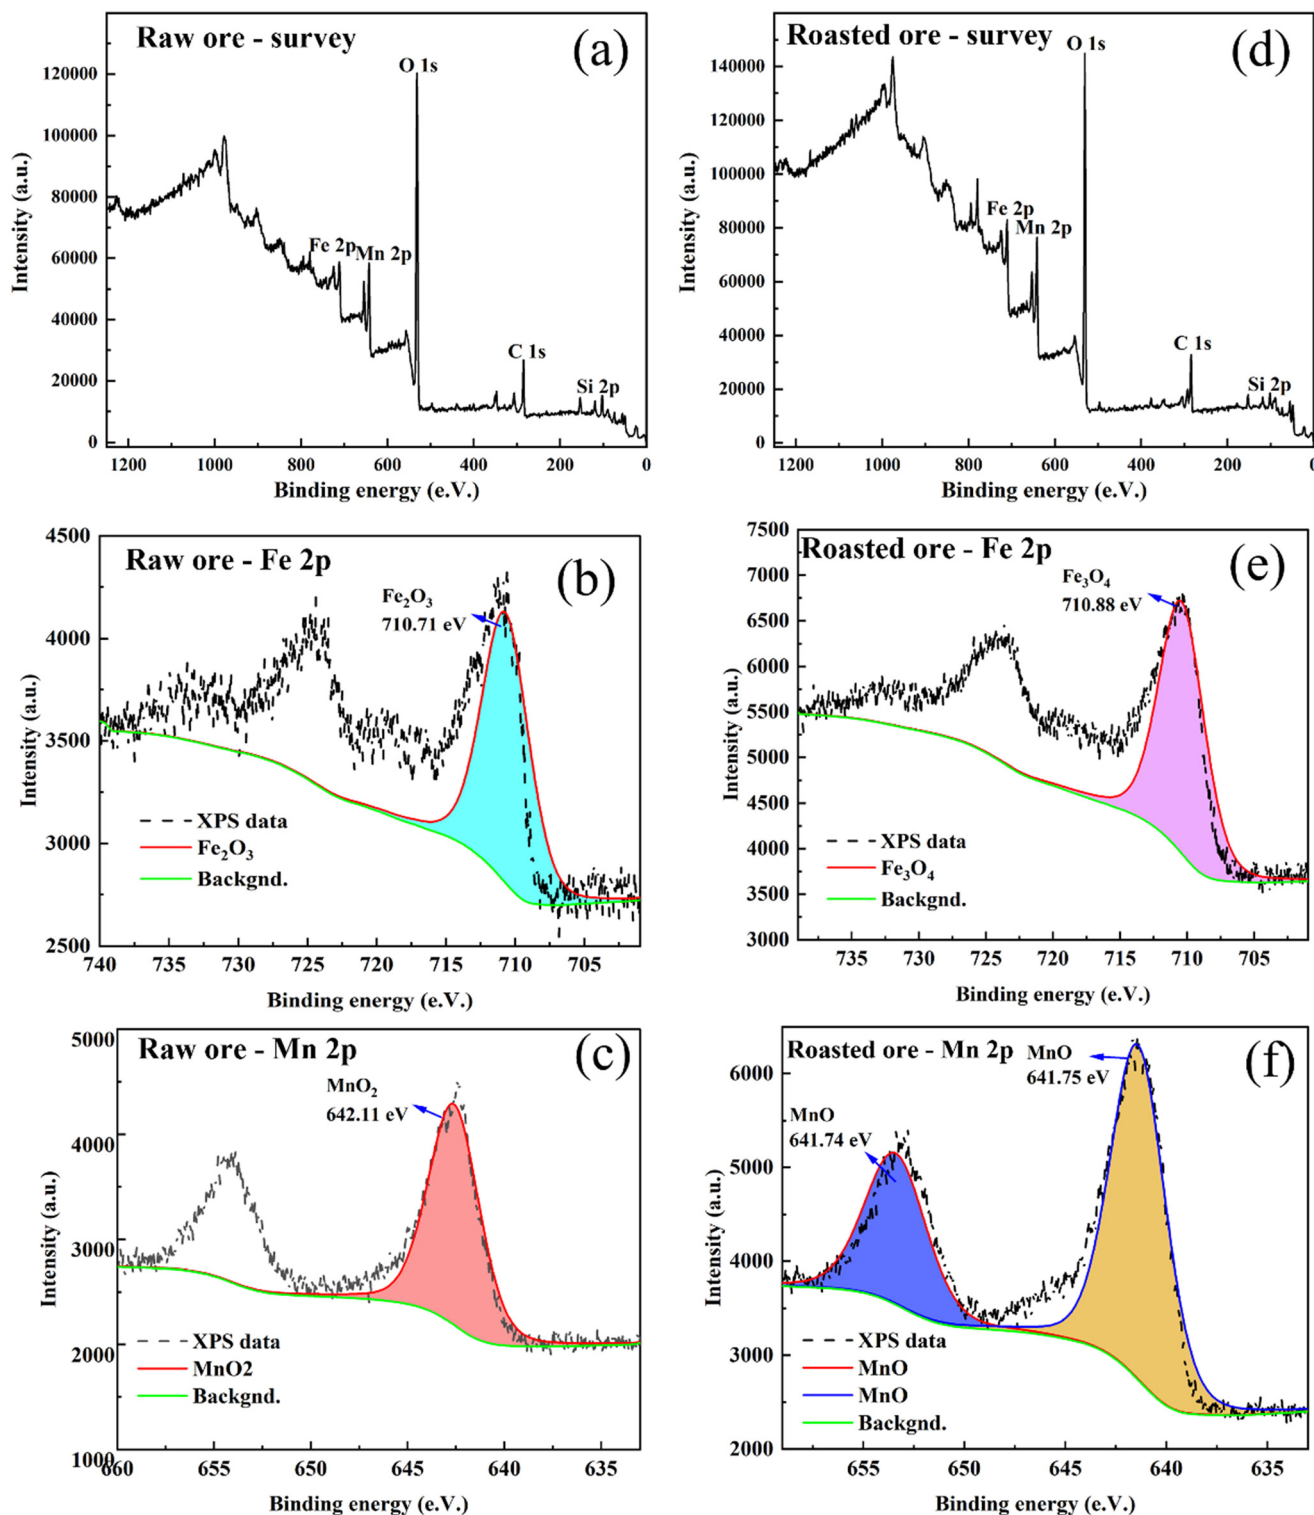 Raw ore - survey
(a)
O 1s
Fe 2p
Mn 2p
C 1s
Si 2p
120000
100000
80000
60000
40000
20000
0
Intensity (a.u.)
1200
1000
800
600
400
200
0
Binding energy (e.V.)
Roasted ore - survey
(d)
O 1s
Fe 2p
Mn 2p
C 1s
Si 2p
140000
120000
100000
80000
60000
40000
20000
0
Intensity (a.u.)
1200
1000
800
600
400
200
0
Binding energy (e.V.)
Raw ore - Fe 2p
(b)
Fe₂O₃
710.71 eV
XPS data
Fe₂O₃
Backgnd.
4500
4000
3500
3000
2500
Intensity (a.u.)
740
735
730
725
720
715
710
705
Binding energy (e.V.)
Roasted ore - Fe 2p
(e)
Fe₃O₄
710.88 eV
XPS data
Fe₃O₄
Backgnd.
7500
7000
6500
6000
5500
5000
4500
4000
3500
3000
Intensity (a.u.)
735
730
725
720
715
710
705
Binding energy (e.V.)
Raw ore - Mn 2p
(c)
MnO₂
642.11 eV
XPS data
MnO2
Backgnd.
5000
4000
3000
2000
1000
Intensity (a.u.)
660
655
650
645
640
635
Binding energy (e.V.)
Roasted ore - Mn 2p
(f)
MnO
641.75 eV
MnO
641.74 eV
XPS data
MnO
MnO
Backgnd.
6000
5000
4000
3000
2000
Intensity (a.u.)
655
650
645
640
635
Binding energy (e.V.)